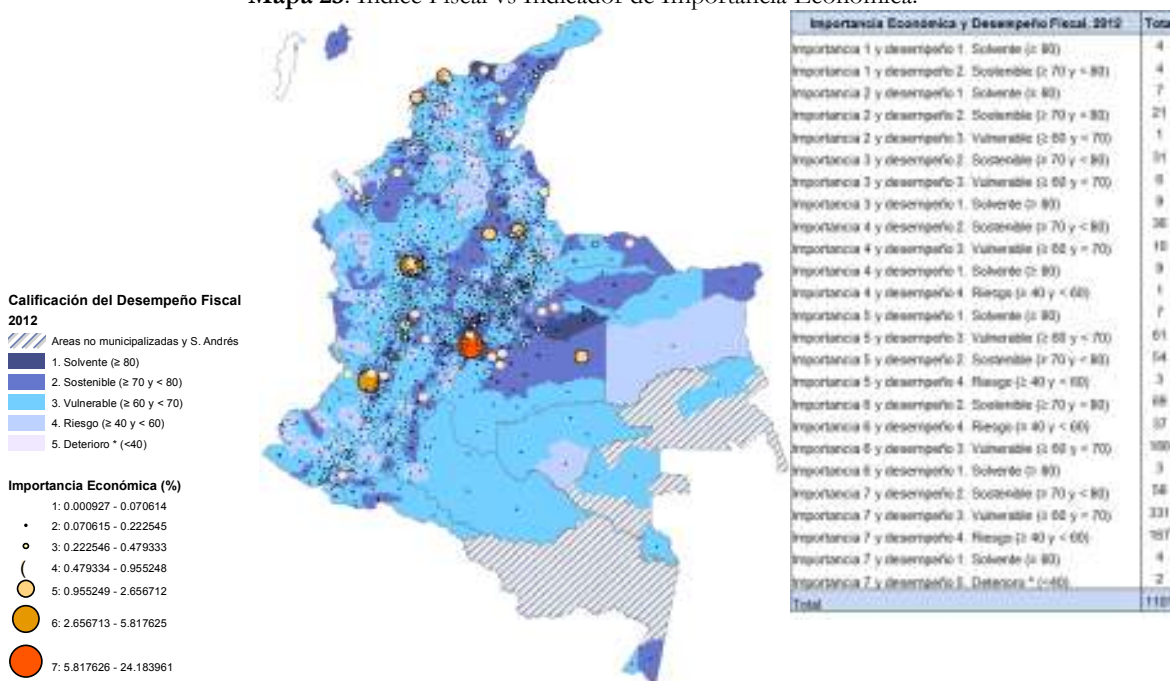 Mapa 23. Índice Fiscal vs Indicador de Importancia Económica.
Importancia Económica y Desempeño Fiscal, 2012 Total
Importancia 1 y desempeño 1. Solvente (≥ 80) 4
Importancia 1 y desempeño 2. Sostenible (≥ 70 y < 80) 4
Importancia 2 y desempeño 1. Solvente (≥ 80) 7
Importancia 2 y desempeño 2. Sostenible (≥ 70 y < 80) 21
Importancia 2 y desempeño 3. Vulnerable (≥ 60 y < 70) 1
Importancia 3 y desempeño 2. Sostenible (≥ 70 y < 80)
Importancia 3 y desempeño 3. Vulnerable (≥ 60 y < 70)
Importancia 3 y desempeño 1. Solvente (≥ 80) 9
Importancia 4 y desempeño 2. Sostenible (≥ 70 y < 80)
Importancia 4 y desempeño 3. Vulnerable (≥ 60 y < 70)
Importancia 4 y desempeño 1. Solvente (≥ 80) 9
Importancia 4 y desempeño 4. Riesgo (≥ 40 y < 60) 1
Importancia 5 y desempeño 1. Solvente (≥ 80) 7
Importancia 5 y desempeño 3. Vulnerable (≥ 60 y < 70) 61
Importancia 5 y desempeño 2. Sostenible (≥ 70 y < 80) 54
Importancia 5 y desempeño 4. Riesgo (≥ 40 y < 60) 3
Importancia 6 y desempeño 2. Sostenible (≥ 70 y < 80)
Importancia 6 y desempeño 4. Riesgo (≥ 40 y < 60) 37
Importancia 6 y desempeño 3. Vulnerable (≥ 60 y < 70)
Importancia 6 y desempeño 1. Solvente (≥ 80) 3
Importancia 7 y desempeño 2. Sostenible (≥ 70 y < 80)
Importancia 7 y desempeño 3. Vulnerable (≥ 60 y < 70) 331
Importancia 7 y desempeño 4. Riesgo (≥ 40 y < 60) 167
Importancia 7 y desempeño 1. Solvente (≥ 80) 4
Importancia 7 y desempeño 5. Deterioro * (<40) 2
Total 1101
Calificación del Desempeño Fiscal
2012
Areas no municipalizadas y S. Andrés
1. Solvente (≥ 80)
2. Sostenible (≥ 70 y < 80)
3. Vulnerable (≥ 60 y < 70)
4. Riesgo (≥ 40 y < 60)
5. Deterioro * (<40)
Importancia Económica (%)
1: 0.000927 - 0.070614
2: 0.070615 - 0.222545
3: 0.222546 - 0.479333
4: 0.479334 - 0.955248
5: 0.955249 - 2.656712
6: 2.656713 - 5.817625
7: 5.817626 - 24.183961